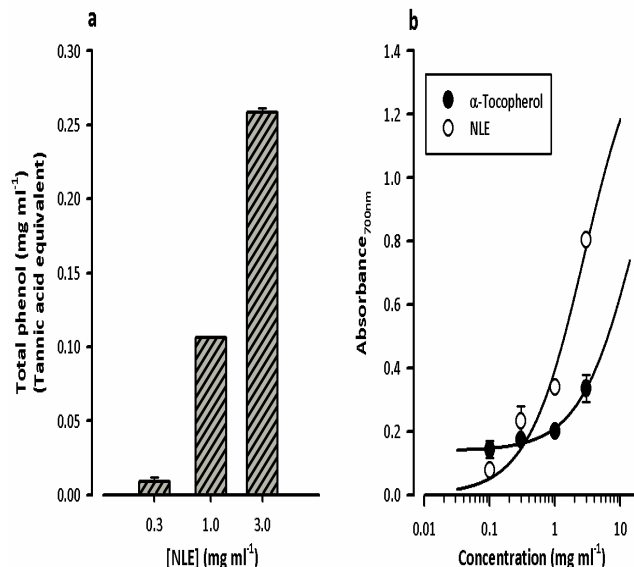 a
0.30
0.25
0.20
0.15
0.10
0.05
0.00
Total phenol (mg ml⁻¹)
(Tannic acid equivalent)
0.3 1.0 3.0
[NLE] (mg ml⁻¹)
b
1.4
1.2
1.0
0.8
0.6
0.4
0.2
0.0
Absorbance₇₀₀ₙₘ
α-Tocopherol
NLE
0.01 0.1 1 10
Concentration (mg ml⁻¹)